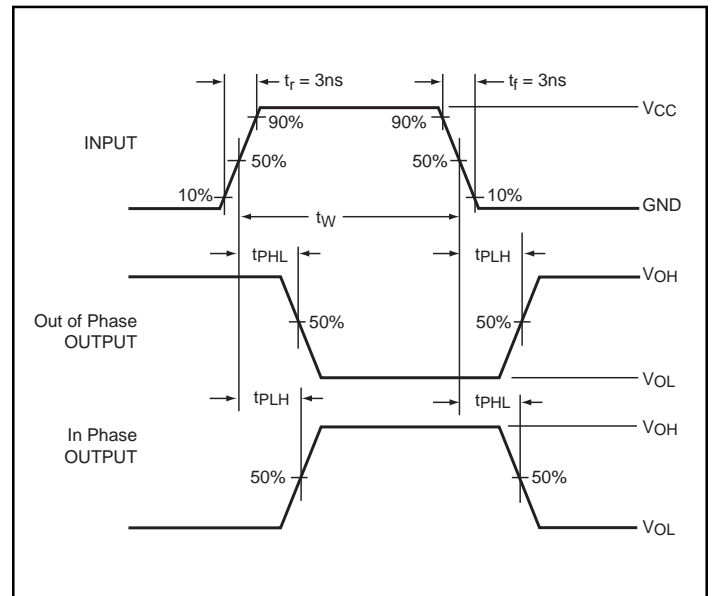 tr = 3ns
tf = 3ns
VCC
90%
90%
INPUT
50%
50%
10%
10%
GND
tW
tPHL
tPLH
VOH
Out of Phase
OUTPUT
50%
50%
VOL
tPLH
tPHL
VOH
In Phase
OUTPUT
50%
50%
VOL